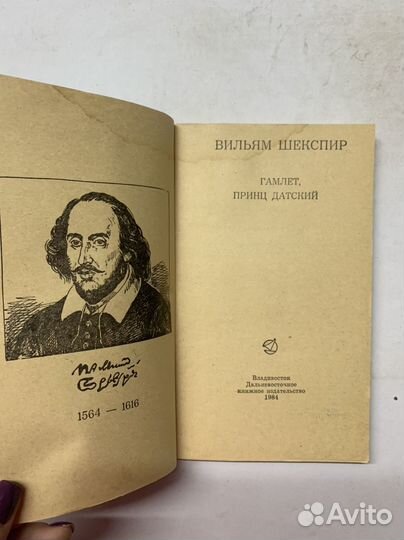 1564 — 1616
ВИЛЬЯМ ШЕКСПИР
ГАМЛЕТ,
ПРИНЦ ДАТСКИЙ
Владивосток
Дальневосточное
книжное издательство
1984
Avito